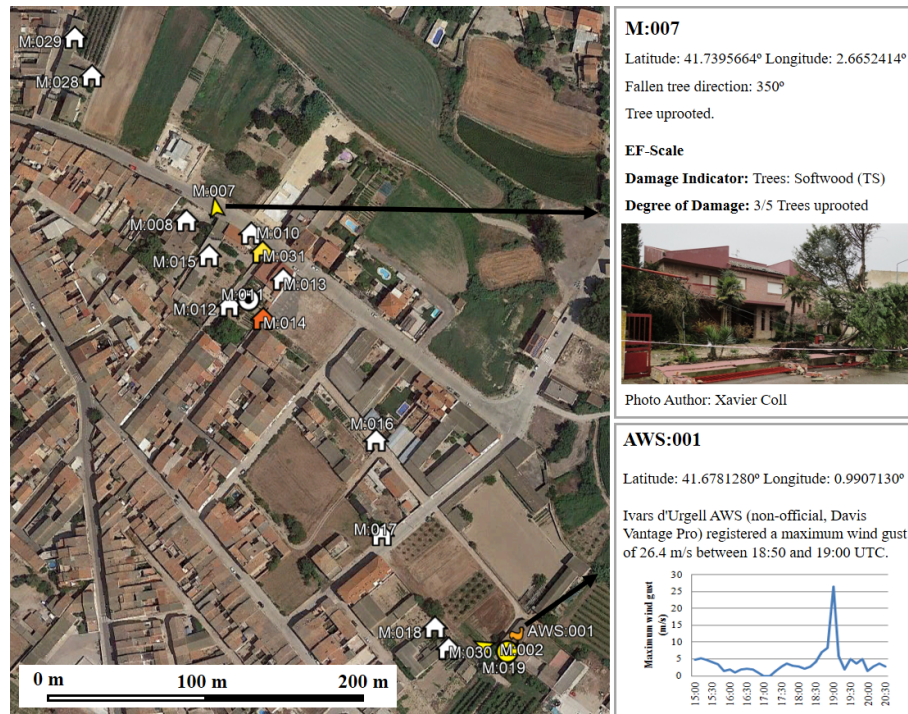 M:029
M:028
M:007
M:008
M:010
M:031
M:015
M:013
M:011
M:012
M:014
M:016
M:017
M:018
AWS:001
M:030
M:002
M:019
0 m 100 m 200 m
M:007
Latitude: 41.7395664º Longitude: 2.6652414º
Fallen tree direction: 350º
Tree uprooted.
EF-Scale
Damage Indicator: Trees: Softwood (TS)
Degree of Damage: 3/5 Trees uprooted
Photo Author: Xavier Coll
AWS:001
Latitude: 41.6781280º Longitude: 0.9907130º
Ivars d'Urgell AWS (non-official, Davis
Vantage Pro) registered a maximum wind gust
of 26.4 m/s between 18:50 and 19:00 UTC.
Maximum wind gust
(m/s)
30
25
20
15
10
5
0
15:00 15:30 16:00 16:30 17:00 17:30 18:00 18:30 19:00 19:30 20:00 20:30